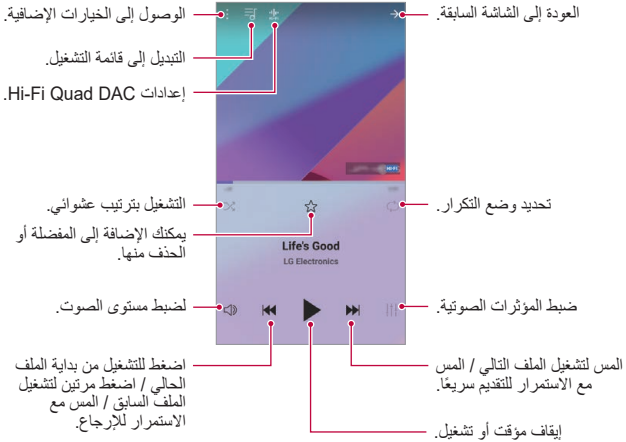 العودة إلى الشاشة السابقة.
الوصول إلى الخيارات الإضافية.
التبديل إلى قائمة التشغيل.
إعدادات Hi-Fi Quad DAC.
HI-FI
تحديد وضع التكرار.
التشغيل بترتيب عشوائي.
يمكنك الإضافة إلى المفضلة أو
الحذف منها.
Life's Good
LG Electronics
ضبط المؤثرات الصوتية.
لضبط مستوى الصوت.
المس لتشغيل الملف التالي / المس
مع الاستمرار للتقديم سريعًا.
اضغط للتشغيل من بداية الملف
الحالي / اضغط مرتين لتشغيل
الملف السابق / المس مع
الاستمرار للإرجاع.
إيقاف مؤقت أو تشغيل.